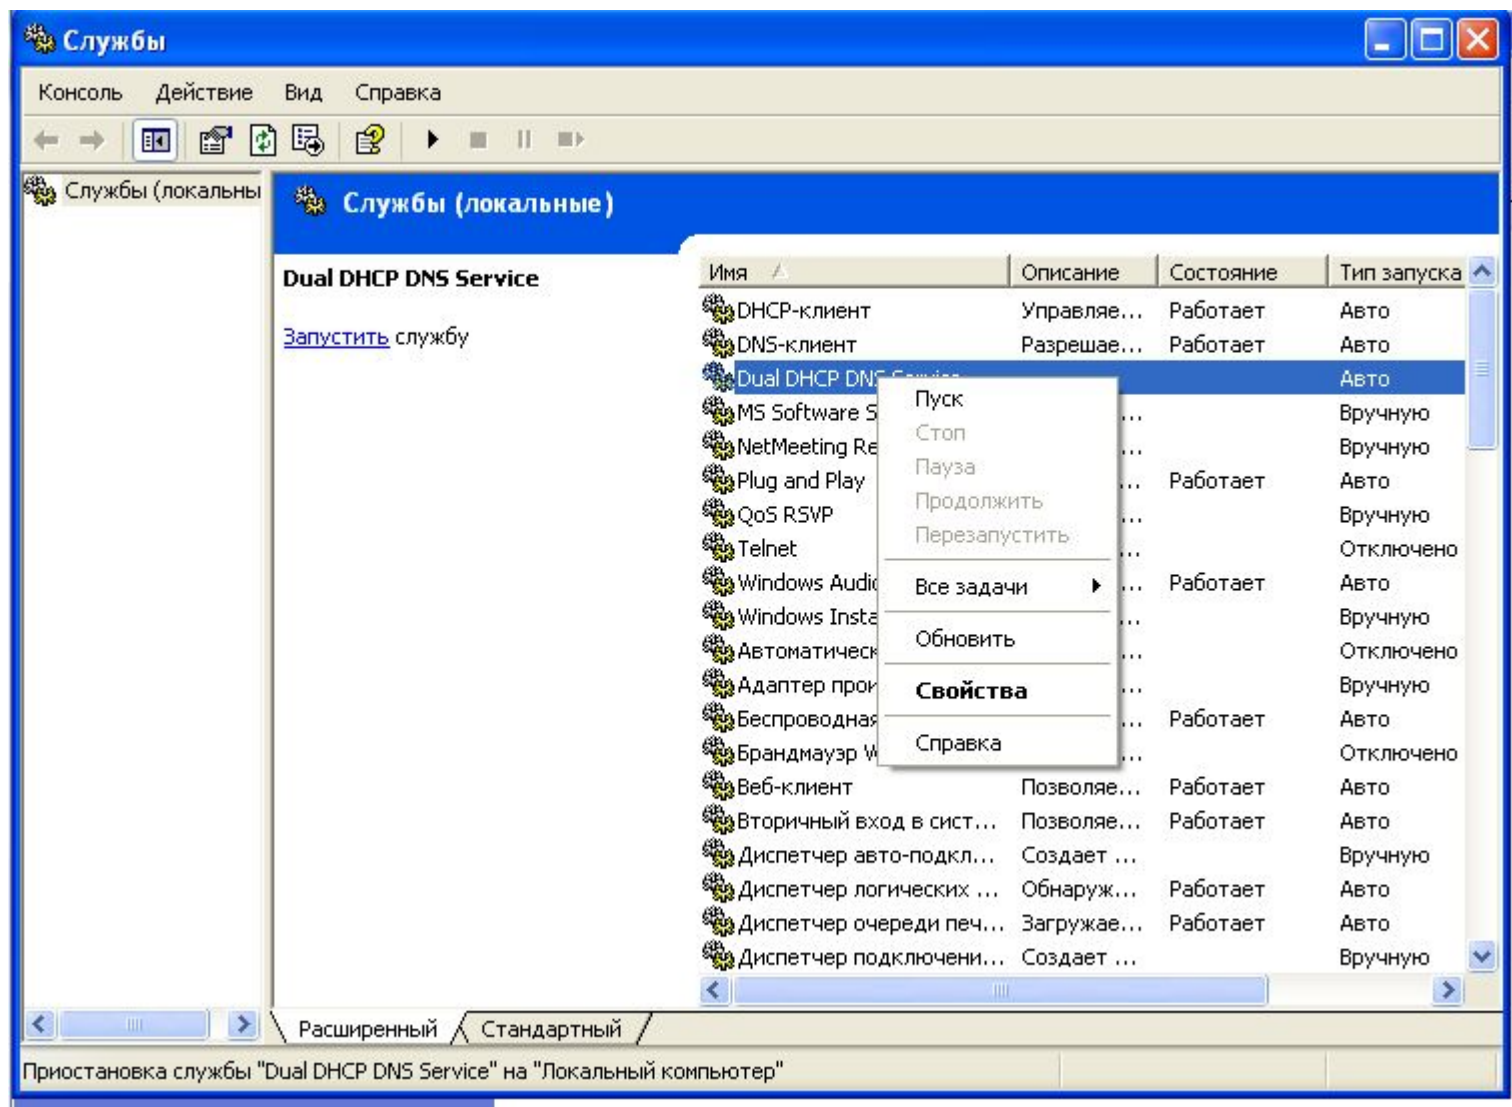 Службы
Консоль Действие Вид Справка
Службы (локальны
Службы (локальные)
Dual DHCP DNS Service
Запустить службу
Имя Описание Состояние Тип запуска
DHCP-клиент Управляе... Работает Авто
DNS-клиент Разрешае... Работает Авто
Dual DHCP DNS Service Авто
MS Software S ... Вручную
NetMeeting Re ... Вручную
Plug and Play ... Работает Авто
QoS RSVP ... Вручную
Telnet ... Отключено
Windows Audio ... Работает Авто
Windows Insta ... Вручную
Автоматическ ... Отключено
Адаптер прои ... Вручную
Беспроводная ... Работает Авто
Брандмауэр W ... Отключено
Веб-клиент Позволяе... Работает Авто
Вторичный вход в сист... Позволяе... Работает Авто
Диспетчер авто-подкл... Создает ... Вручную
Диспетчер логических ... Обнаруж... Работает Авто
Диспетчер очереди печ... Загружае... Работает Авто
Диспетчер подключени... Создает ... Вручную
Пуск
Стоп
Пауза
Продолжить
Перезапустить
Все задачи
Обновить
Свойства
Справка
Расширенный Стандартный
Приостановка службы "Dual DHCP DNS Service" на "Локальный компьютер"